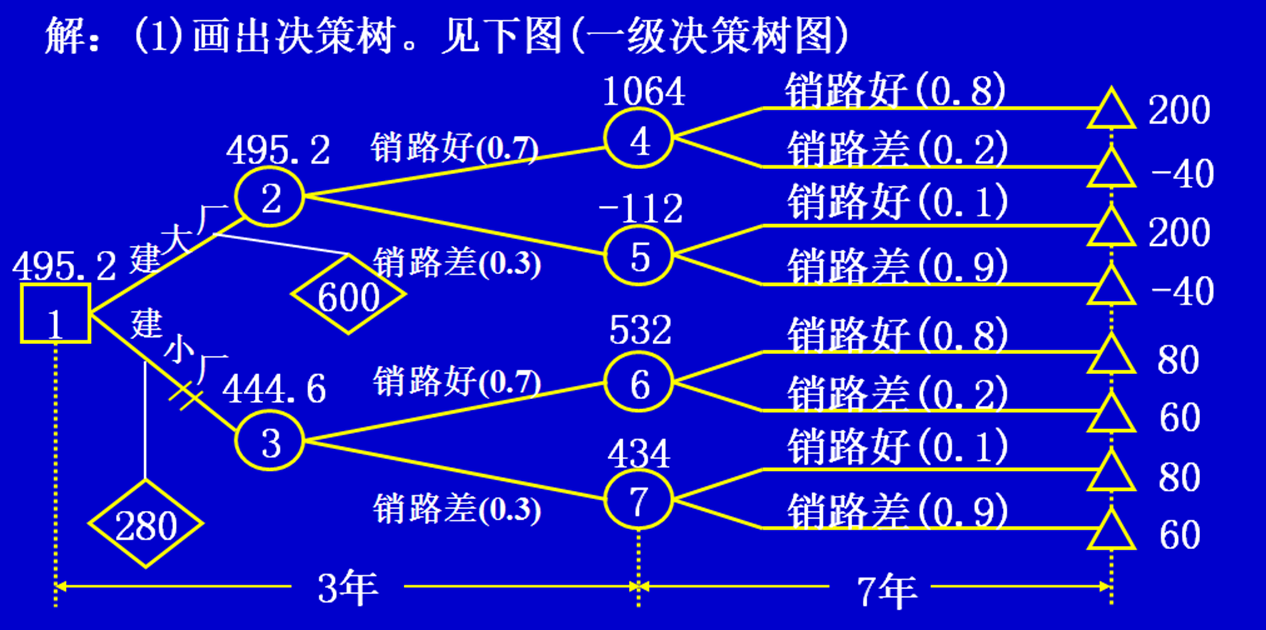 解：(1)画出决策树。见下图(一级决策树图)
1064
销路好(0.8)
200
495.2
销路好(0.7)
4
销路差(0.2)
-40
2
-112
销路好(0.1)
200
建大厂
495.2
销路差(0.3)
5
销路差(0.9)
-40
600
1
建小厂
532
销路好(0.8)
80
444.6
销路好(0.7)
6
销路差(0.2)
60
3
434
销路好(0.1)
80
280
销路差(0.3)
7
销路差(0.9)
60
3年
7年